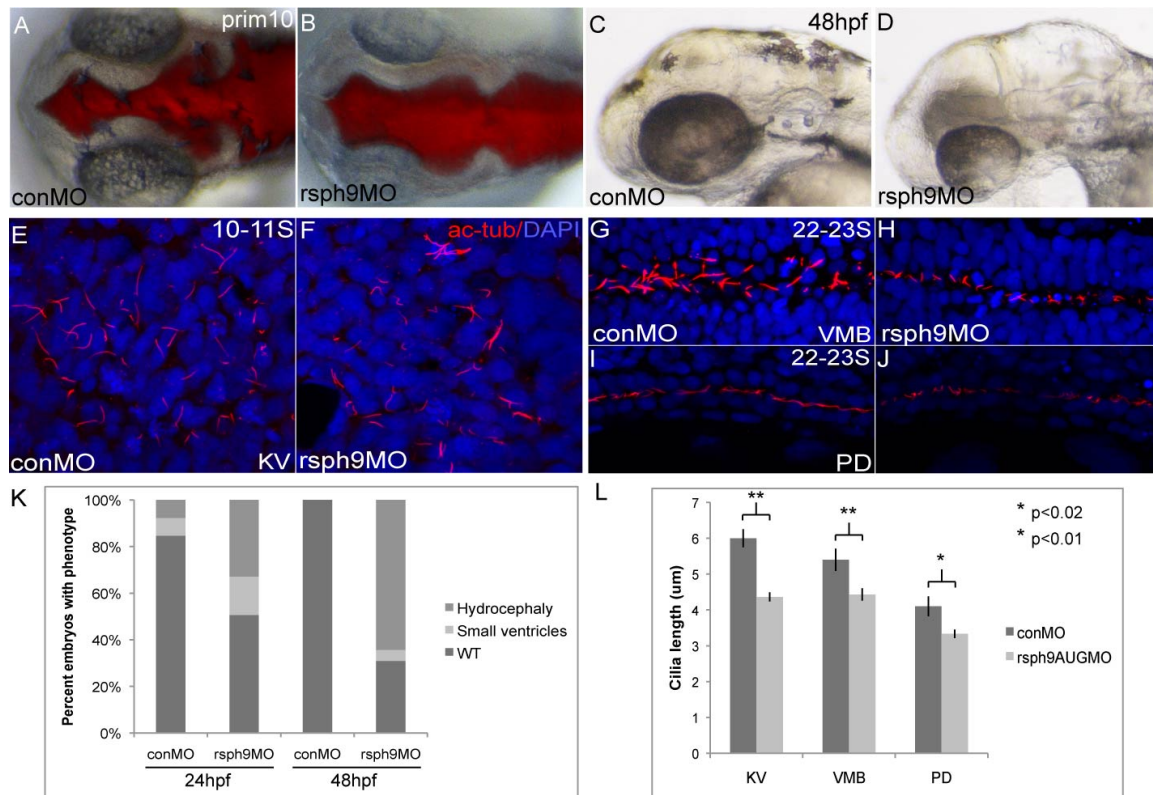 A prim10 B C 48hpf D
conMO rsph9MO conMO rsph9MO
E 10-11S F ac-tub/DAPI G 22-23S H
conMO VMB rsph9MO
I 22-23S J
conMO KV rsph9MO PD
K
Percent embryos with phenotype
100%
80%
60%
40%
20%
0%
conMO rsph9MO conMO rsph9MO
24hpf 48hpf
Hydrocephaly
Small ventricles
WT
L
Cilia length (um)
7
6
5
4
3
2
1
0
** ** *
KV VMB PD
* p<0.02
* p<0.01
conMO
rsph9AUGMO